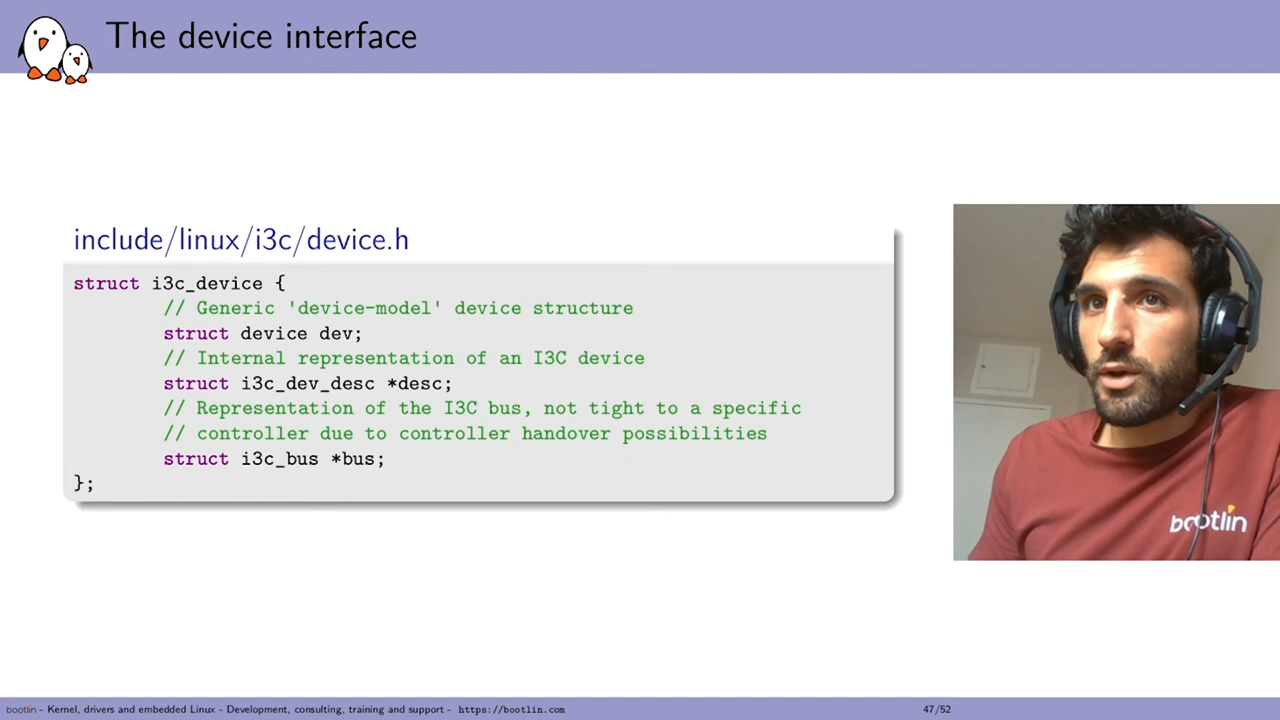 The device interface
include/linux/i3c/device.h
struct i3c_device {
// Generic 'device-model' device structure
struct device dev;
// Internal representation of an I3C device
struct i3c_dev_desc *desc;
// Representation of the I3C bus, not tight to a specific
// controller due to controller handover possibilities
struct i3c_bus *bus;
};
bootlin
bootlin - Kernel, drivers and embedded Linux - Development, consulting, training and support - https://bootlin.com
47/52